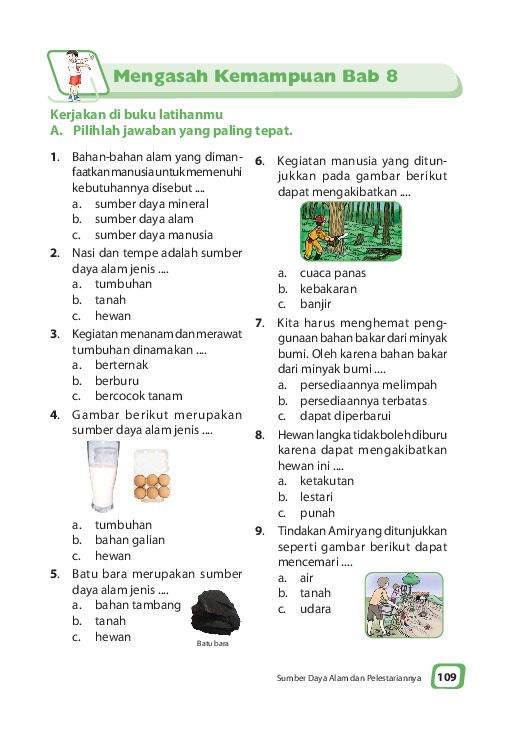 Mengasah Kemampuan Bab 8
Kerjakan di buku latihanmu
A. Pilihlah jawaban yang paling tepat.
1. Bahan-bahan alam yang diman-
faatkan manusia untuk memenuhi
kebutuhannya disebut ....
a. sumber daya mineral
b. sumber daya alam
c. sumber daya manusia
2. Nasi dan tempe adalah sumber
daya alam jenis ....
a. tumbuhan
b. tanah
c. hewan
3. Kegiatan menanam dan merawat
tumbuhan dinamakan ....
a. berternak
b. berburu
c. bercocok tanam
4. Gambar berikut merupakan
sumber daya alam jenis ....
a. tumbuhan
b. bahan galian
c. hewan
5. Batu bara merupakan sumber
daya alam jenis ....
a. bahan tambang
b. tanah
c. hewan
Batu bara
6. Kegiatan manusia yang ditun-
jukkan pada gambar berikut
dapat mengakibatkan ....
a. cuaca panas
b. kebakaran
c. banjir
7. Kita harus menghemat peng-
gunaan bahan bakar dari minyak
bumi. Oleh karena bahan bakar
dari minyak bumi ....
a. persediaannya melimpah
b. persediaannya terbatas
c. dapat diperbarui
8. Hewan langka tidak boleh diburu
karena dapat mengakibatkan
hewan ini ....
a. ketakutan
b. lestari
c. punah
9. Tindakan Amir yang ditunjukkan
seperti gambar berikut dapat
mencemari ....
a. air
b. tanah
c. udara
Sumber Daya Alam dan Pelestariannya 109